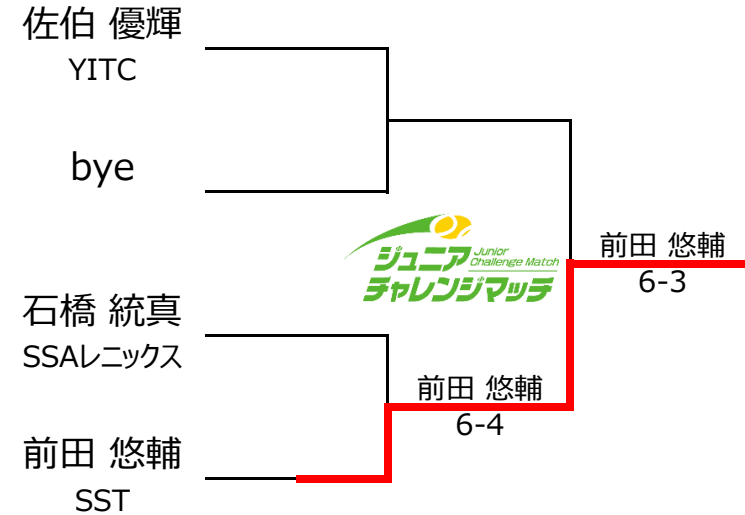 佐伯 優輝
YITC
bye
ジュニア
Junior
Challenge Match
チャレンジマッチ
前田 悠輔
6-3
石橋 統真
SSAレニックス
前田 悠輔
6-4
前田 悠輔
SST